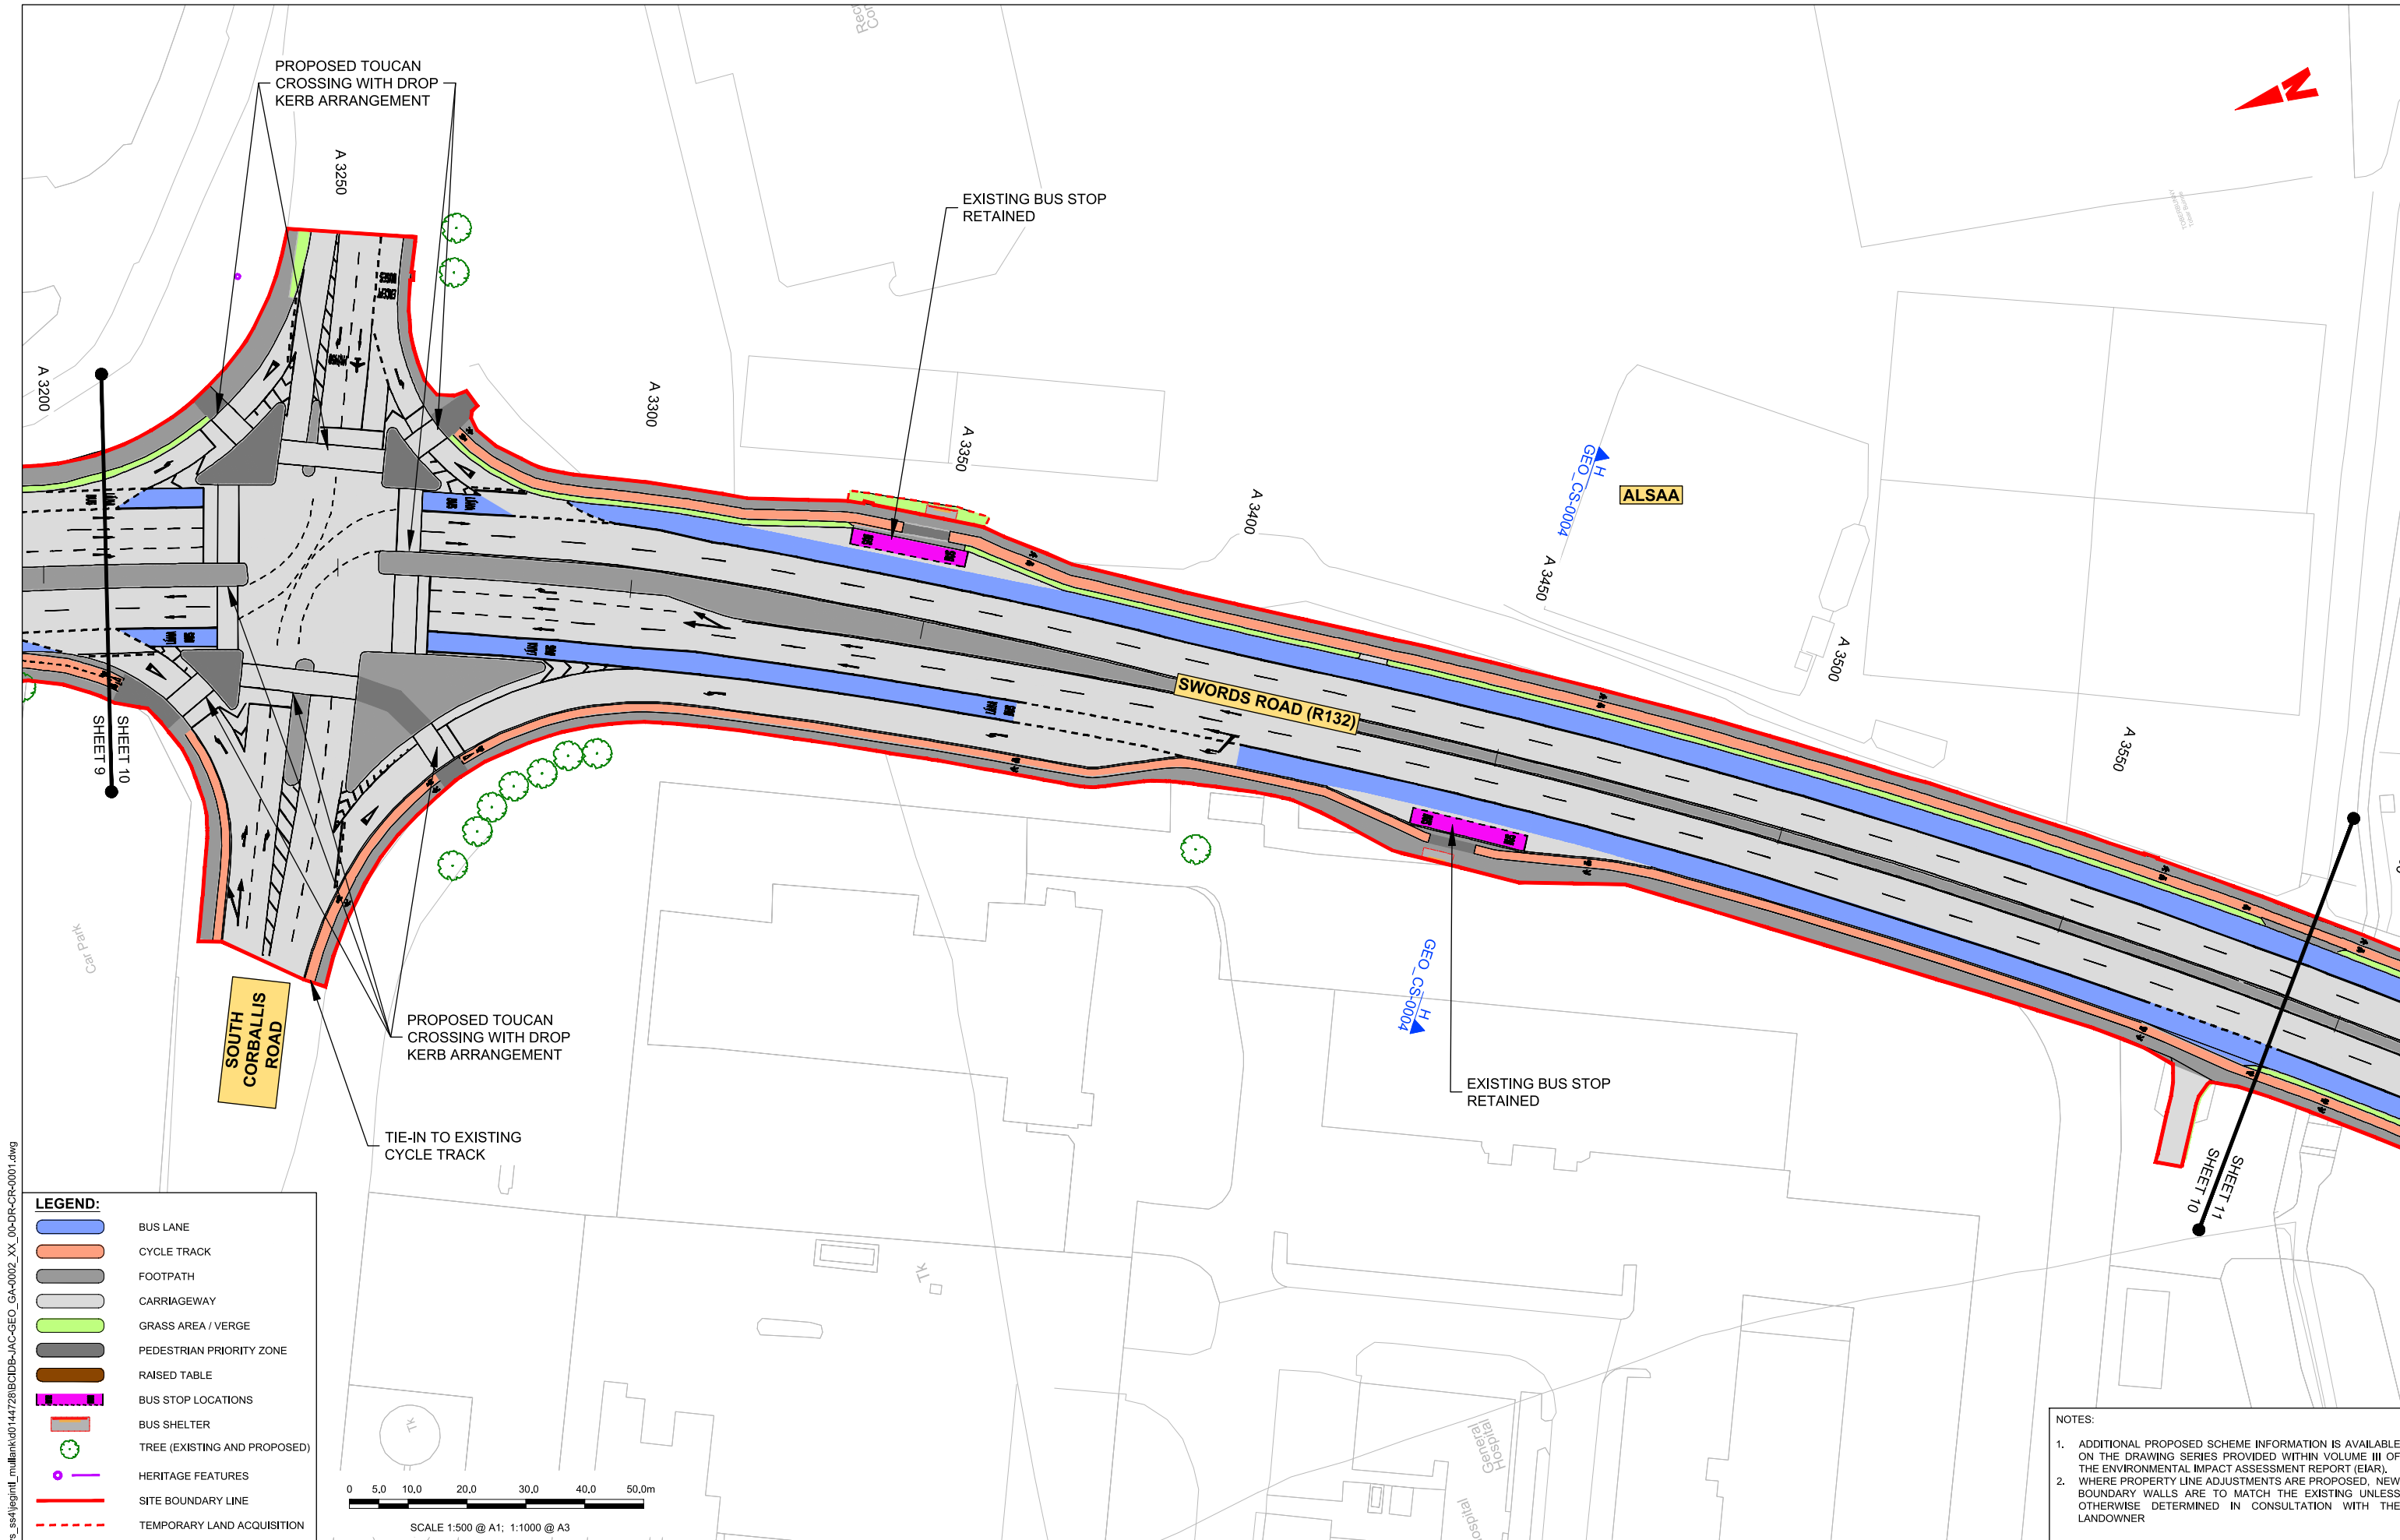 PROPOSED TOUCAN
CROSSING WITH DROP
KERB ARRANGEMENT
A 3250
EXISTING BUS STOP
RETAINED
N
A 3200
A 3300
A 3350
A 3400
H
GEO_CS-0004
ALSAA
A 3450
A 3500
A 3550
SWORDS ROAD (R132)
SHEET 10
SHEET 9
Car Park
SOUTH
CORBALLIS
ROAD
PROPOSED TOUCAN
CROSSING WITH DROP
KERB ARRANGEMENT
H
GEO_CS-0004
EXISTING BUS STOP
RETAINED
TIE-IN TO EXISTING
CYCLE TRACK
SHEET 11
SHEET 10
Tk
Tk
General
Hospital
LEGEND:
BUS LANE
CYCLE TRACK
FOOTPATH
CARRIAGEWAY
GRASS AREA / VERGE
PEDESTRIAN PRIORITY ZONE
RAISED TABLE
BUS STOP LOCATIONS
BUS SHELTER
TREE (EXISTING AND PROPOSED)
HERITAGE FEATURES
SITE BOUNDARY LINE
TEMPORARY LAND ACQUISITION
0 5,0 10,0 20,0 30,0 40,0 50,0m
SCALE 1:500 @ A1; 1:1000 @ A3
NOTES:
1. ADDITIONAL PROPOSED SCHEME INFORMATION IS AVAILABLE
ON THE DRAWING SERIES PROVIDED WITHIN VOLUME III OF
THE ENVIRONMENTAL IMPACT ASSESSMENT REPORT (EIAR).
2. WHERE PROPERTY LINE ADJUSTMENTS ARE PROPOSED, NEW
BOUNDARY WALLS ARE TO MATCH THE EXISTING UNLESS
OTHERWISE DETERMINED IN CONSULTATION WITH THE
LANDOWNER